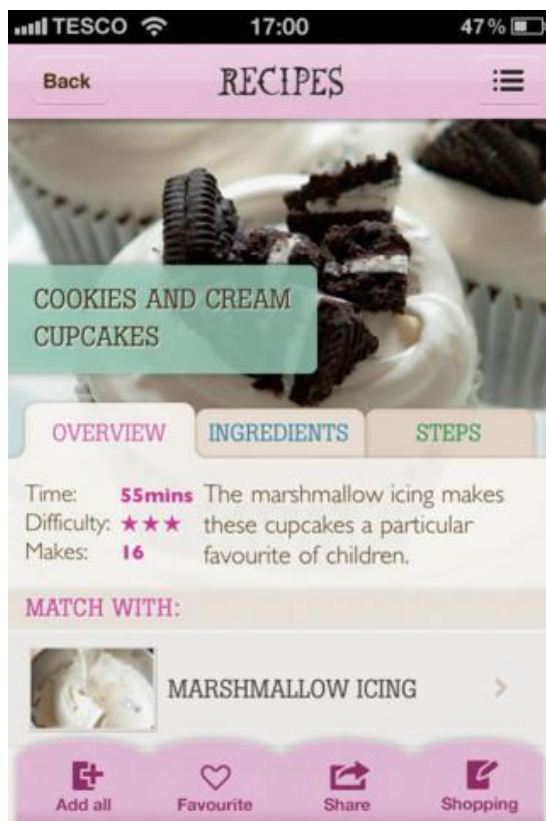 TESCO 17:00 47%
Back RECIPES
COOKIES AND CREAM
CUPCAKES
OVERVIEW INGREDIENTS STEPS
Time: 55mins
Difficulty: ★★★
Makes: 16
The marshmallow icing makes
these cupcakes a particular
favourite of children.
MATCH WITH:
MARSHMALLOW ICING
Add all Favourite Share Shopping